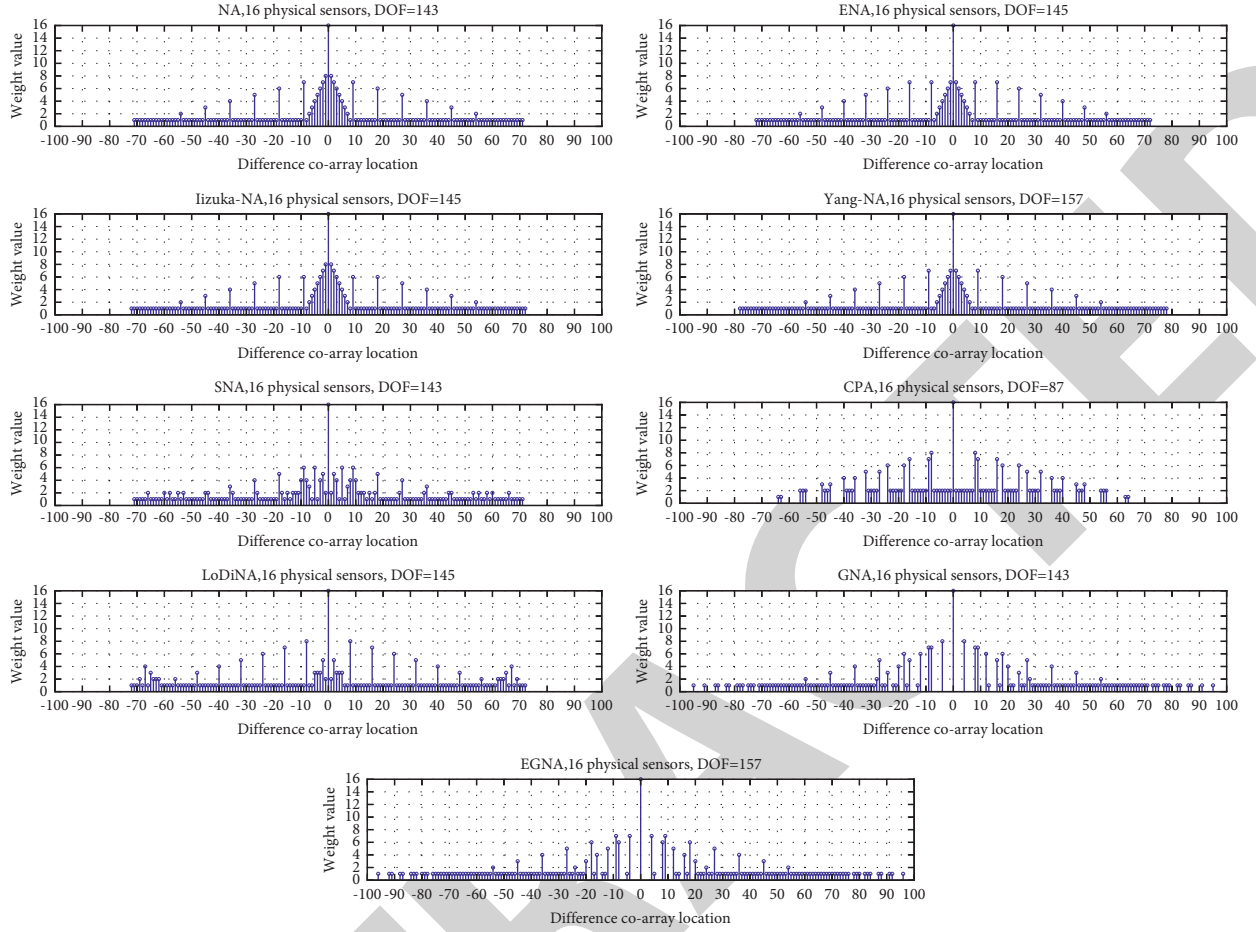 NA,16 physical sensors, DOF=143
16
14
12
10
8
6
4
2
0
Weight value
-100 -90 -80 -70 -60 -50 -40 -30 -20 -10 0 10 20 30 40 50 60 70 80 90 100
Difference co-array location
ENA,16 physical sensors, DOF=145
16
14
12
10
8
6
4
2
0
Weight value
-100 -90 -80 -70 -60 -50 -40 -30 -20 -10 0 10 20 30 40 50 60 70 80 90 100
Difference co-array location
Iizuka-NA,16 physical sensors, DOF=145
16
14
12
10
8
6
4
2
0
Weight value
-100 -90 -80 -70 -60 -50 -40 -30 -20 -10 0 10 20 30 40 50 60 70 80 90 100
Difference co-array location
Yang-NA,16 physical sensors, DOF=157
16
14
12
10
8
6
4
2
0
Weight value
-100 -90 -80 -70 -60 -50 -40 -30 -20 -10 0 10 20 30 40 50 60 70 80 90 100
Difference co-array location
SNA,16 physical sensors, DOF=143
16
14
12
10
8
6
4
2
0
Weight value
-100 -90 -80 -70 -60 -50 -40 -30 -20 -10 0 10 20 30 40 50 60 70 80 90 100
Difference co-array location
CPA,16 physical sensors, DOF=87
16
14
12
10
8
6
4
2
0
Weight value
-100 -90 -80 -70 -60 -50 -40 -30 -20 -10 0 10 20 30 40 50 60 70 80 90 100
Difference co-array location
LoDiNA,16 physical sensors, DOF=145
16
14
12
10
8
6
4
2
0
Weight value
-100 -90 -80 -70 -60 -50 -40 -30 -20 -10 0 10 20 30 40 50 60 70 80 90 100
Difference co-array location
GNA,16 physical sensors, DOF=143
16
14
12
10
8
6
4
2
0
Weight value
-100 -90 -80 -70 -60 -50 -40 -30 -20 -10 0 10 20 30 40 50 60 70 80 90 100
Difference co-array location
EGNA,16 physical sensors, DOF=157
16
14
12
10
8
6
4
2
0
Weight value
-100 -90 -80 -70 -60 -50 -40 -30 -20 -10 0 10 20 30 40 50 60 70 80 90 100
Difference co-array location